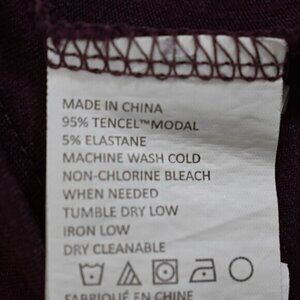 MADE IN CHINA
95% TENCEL™MODAL
5% ELASTANE
MACHINE WASH COLD
NON-CHLORINE BLEACH
WHEN NEEDED
TUMBLE DRY LOW
IRON LOW
DRY CLEANABLE
FABRIQUÉ EN CHINE